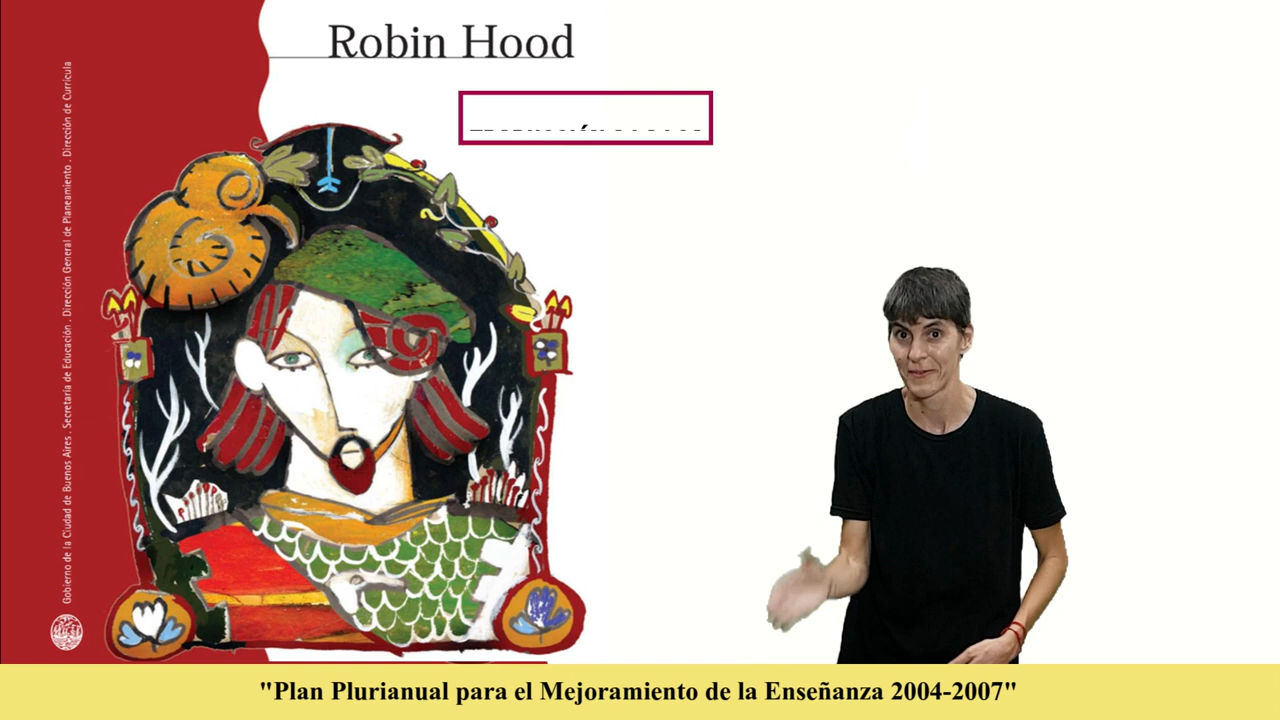 Robin Hood
Gobierno de la Ciudad de Buenos Aires . Secretaría de Educación . Dirección General de Planeamiento . Dirección de Currícula
"Plan Plurianual para el Mejoramiento de la Enseñanza 2004-2007"